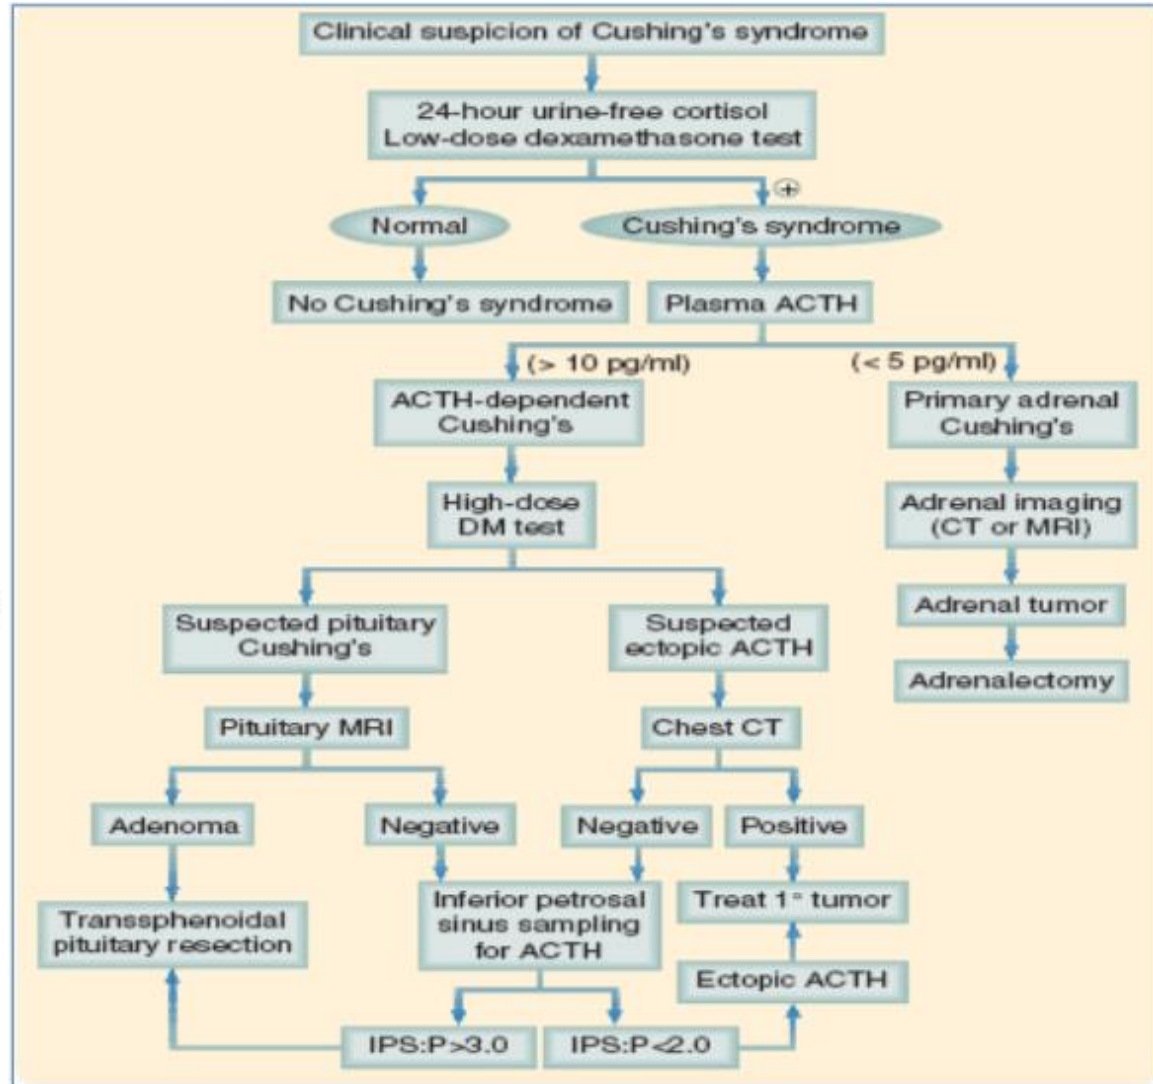 Clinical suspicion of Cushing's syndrome
24-hour urine-free cortisol
Low-dose dexamethasone test
+
Normal
Cushing's syndrome
No Cushing's syndrome
Plasma ACTH
(> 10 pg/ml)
(< 5 pg/ml)
ACTH-dependent
Cushing's
Primary adrenal
Cushing's
High-dose
DM test
Adrenal imaging
(CT or MRI)
Suspected pituitary
Cushing's
Suspected
ectopic ACTH
Adrenal tumor
Adrenalectomy
Pituitary MRI
Chest CT
Adenoma
Negative
Negative
Positive
Transsphenoidal
pituitary resection
Inferior petrosal
sinus sampling
for ACTH
Treat 1° tumor
Ectopic ACTH
IPS:P>3.0
IPS:P<2.0